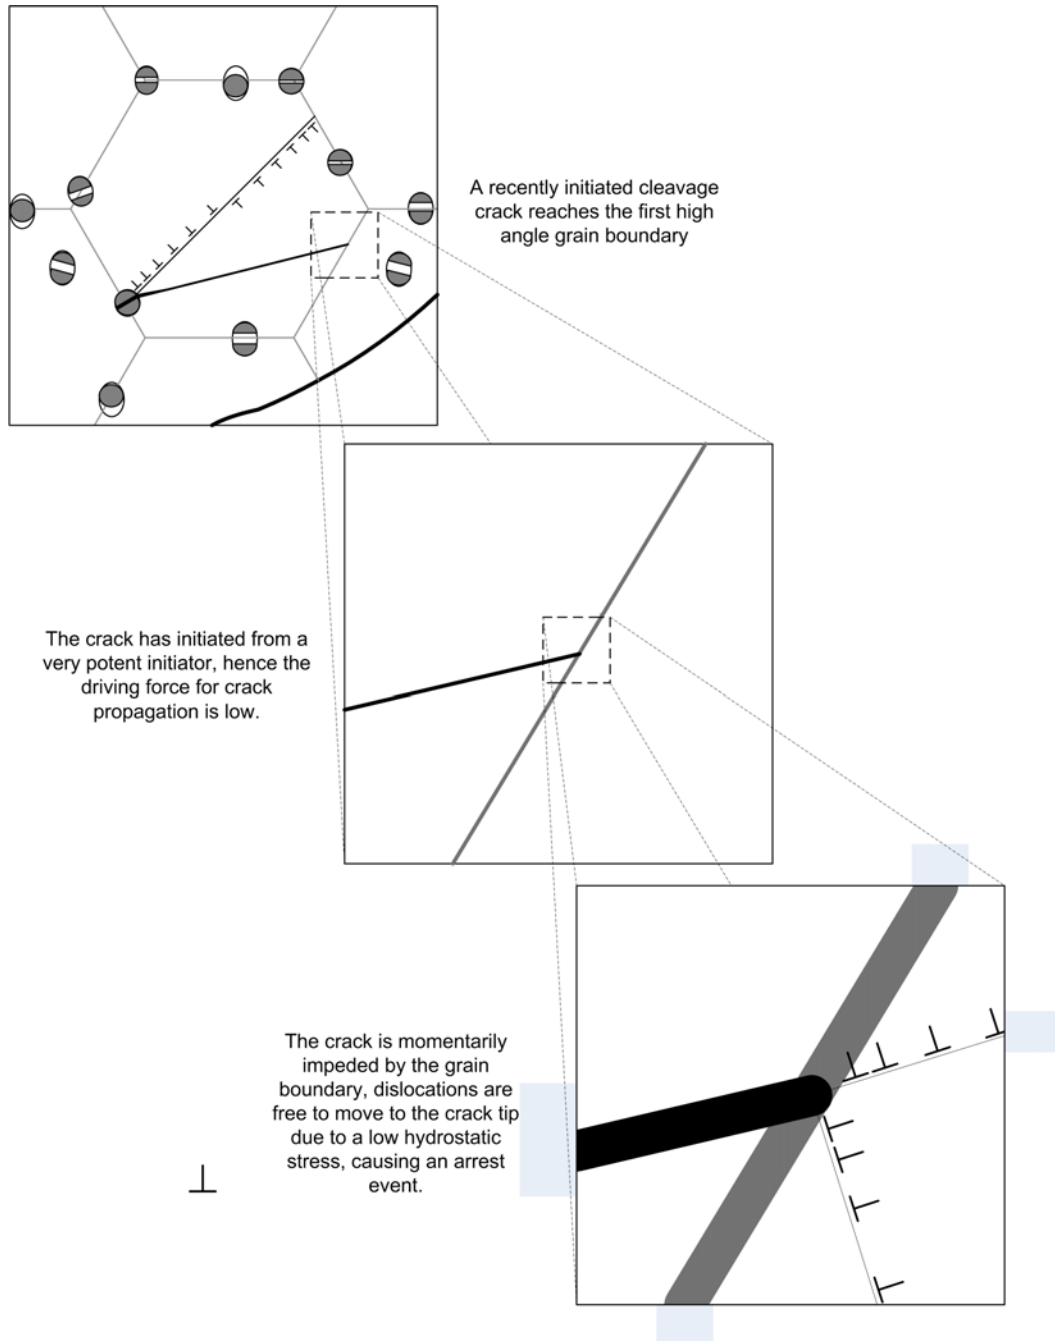 A recently initiated cleavage
crack reaches the first high
angle grain boundary
The crack has initiated from a
very potent initiator, hence the
driving force for crack
propagation is low.
The crack is momentarily
impeded by the grain
boundary, dislocations are
free to move to the crack tip
due to a low hydrostatic
stress, causing an arrest
event.